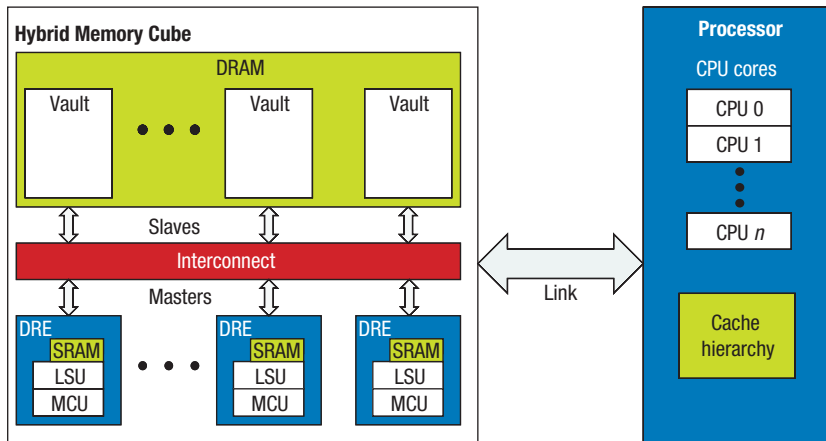 Hybrid Memory Cube
DRAM
Vault
Vault
Vault
Slaves
Interconnect
Masters
DRE
SRAM
LSU
MCU
DRE
SRAM
LSU
MCU
DRE
SRAM
LSU
MCU
Link
Processor
CPU cores
CPU 0
CPU 1
CPU n
Cache
hierarchy